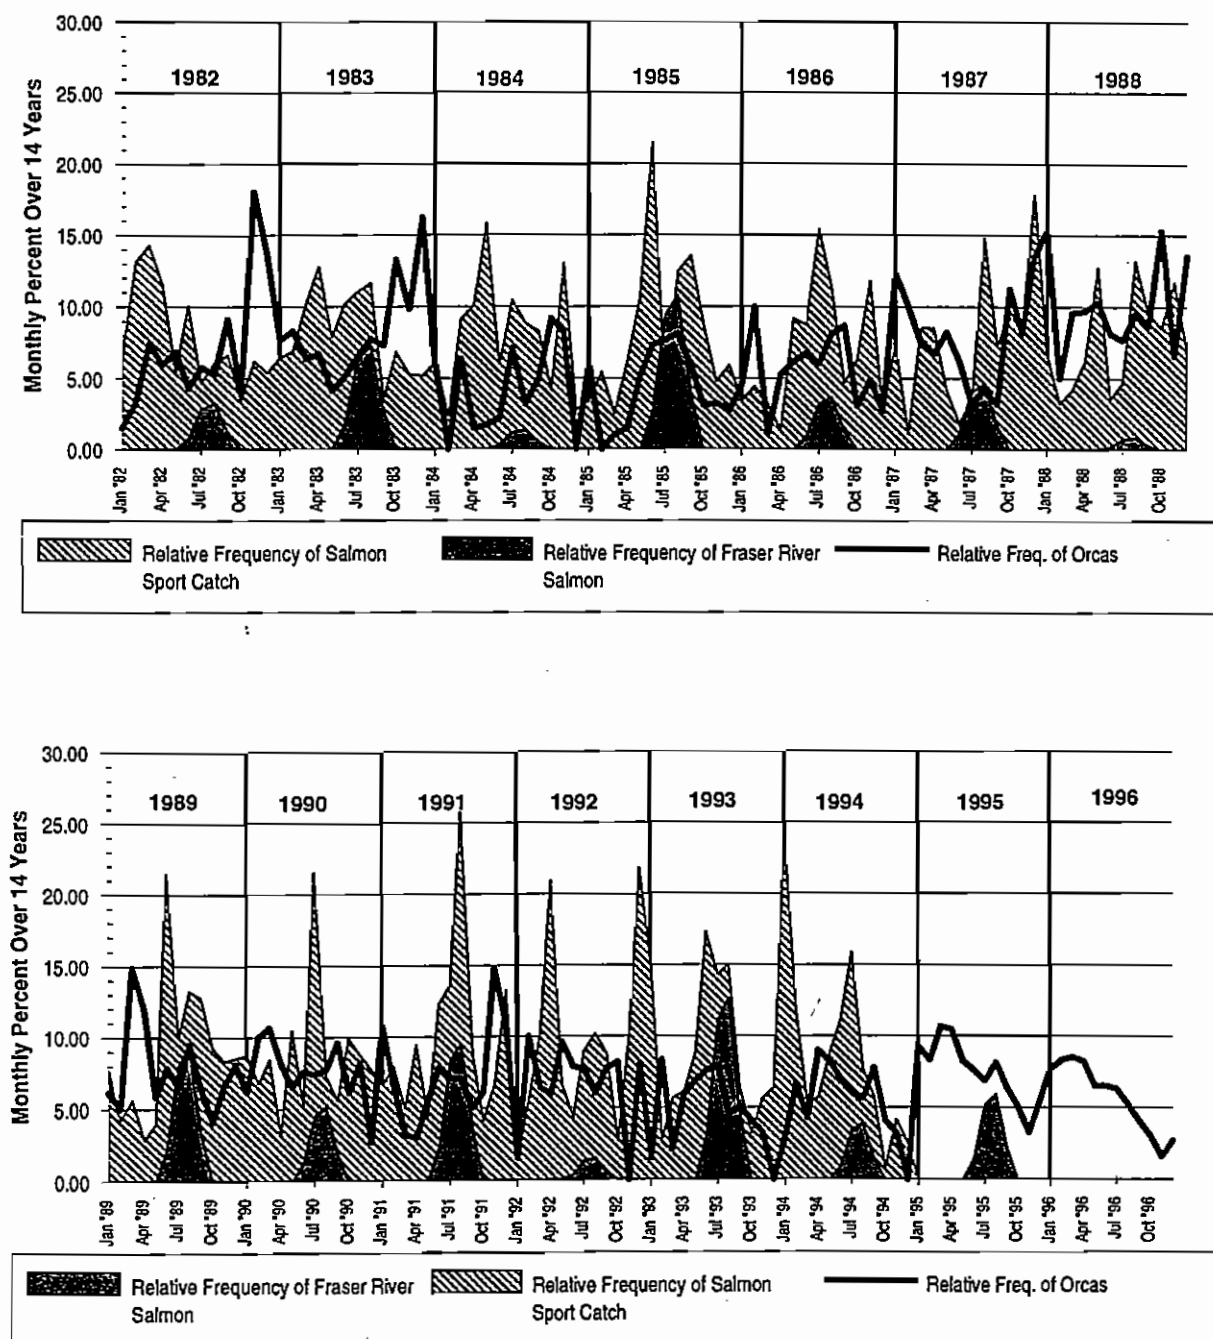 30.00
25.00
20.00
15.00
10.00
5.00
0.00
Monthly Percent Over 14 Years
1982 1983 1984 1985 1986 1987 1988
Jan "82 Apr "82 Jul "82 Oct "82 Jan "83 Apr "83 Jul "83 Oct "83 Jan "84 Apr "84 Jul "84 Oct "84 Jan "85 Apr "85 Jul "85 Oct "85 Jan "86 Apr "86 Jul "86 Oct "86 Jan "87 Apr "87 Jul "87 Oct "87 Jan "88 Apr "88 Jul "88 Oct "88
Relative Frequency of Salmon Relative Frequency of Fraser River Relative Freq. of Orcas
Sport Catch Salmon
30.00
25.00
20.00
15.00
10.00
5.00
0.00
Monthly Percent Over 14 Years
1989 1990 1991 1992 1993 1994 1995 1996
Jan "89 Apr "89 Jul "89 Oct "89 Jan "90 Apr "90 Jul "90 Oct "90 Jan "91 Apr "91 Jul "91 Oct "91 Jan "92 Apr "92 Jul "92 Oct "92 Jan "93 Apr "93 Jul "93 Oct "93 Jan "94 Apr "94 Jul "94 Oct "94 Jan "95 Apr "95 Jul "95 Oct "95 Jan "96 Apr "96 Jul "96 Oct "96
Relative Frequency of Fraser River Relative Frequency of Salmon Relative Freq. of Orcas
Salmon Sport Catch